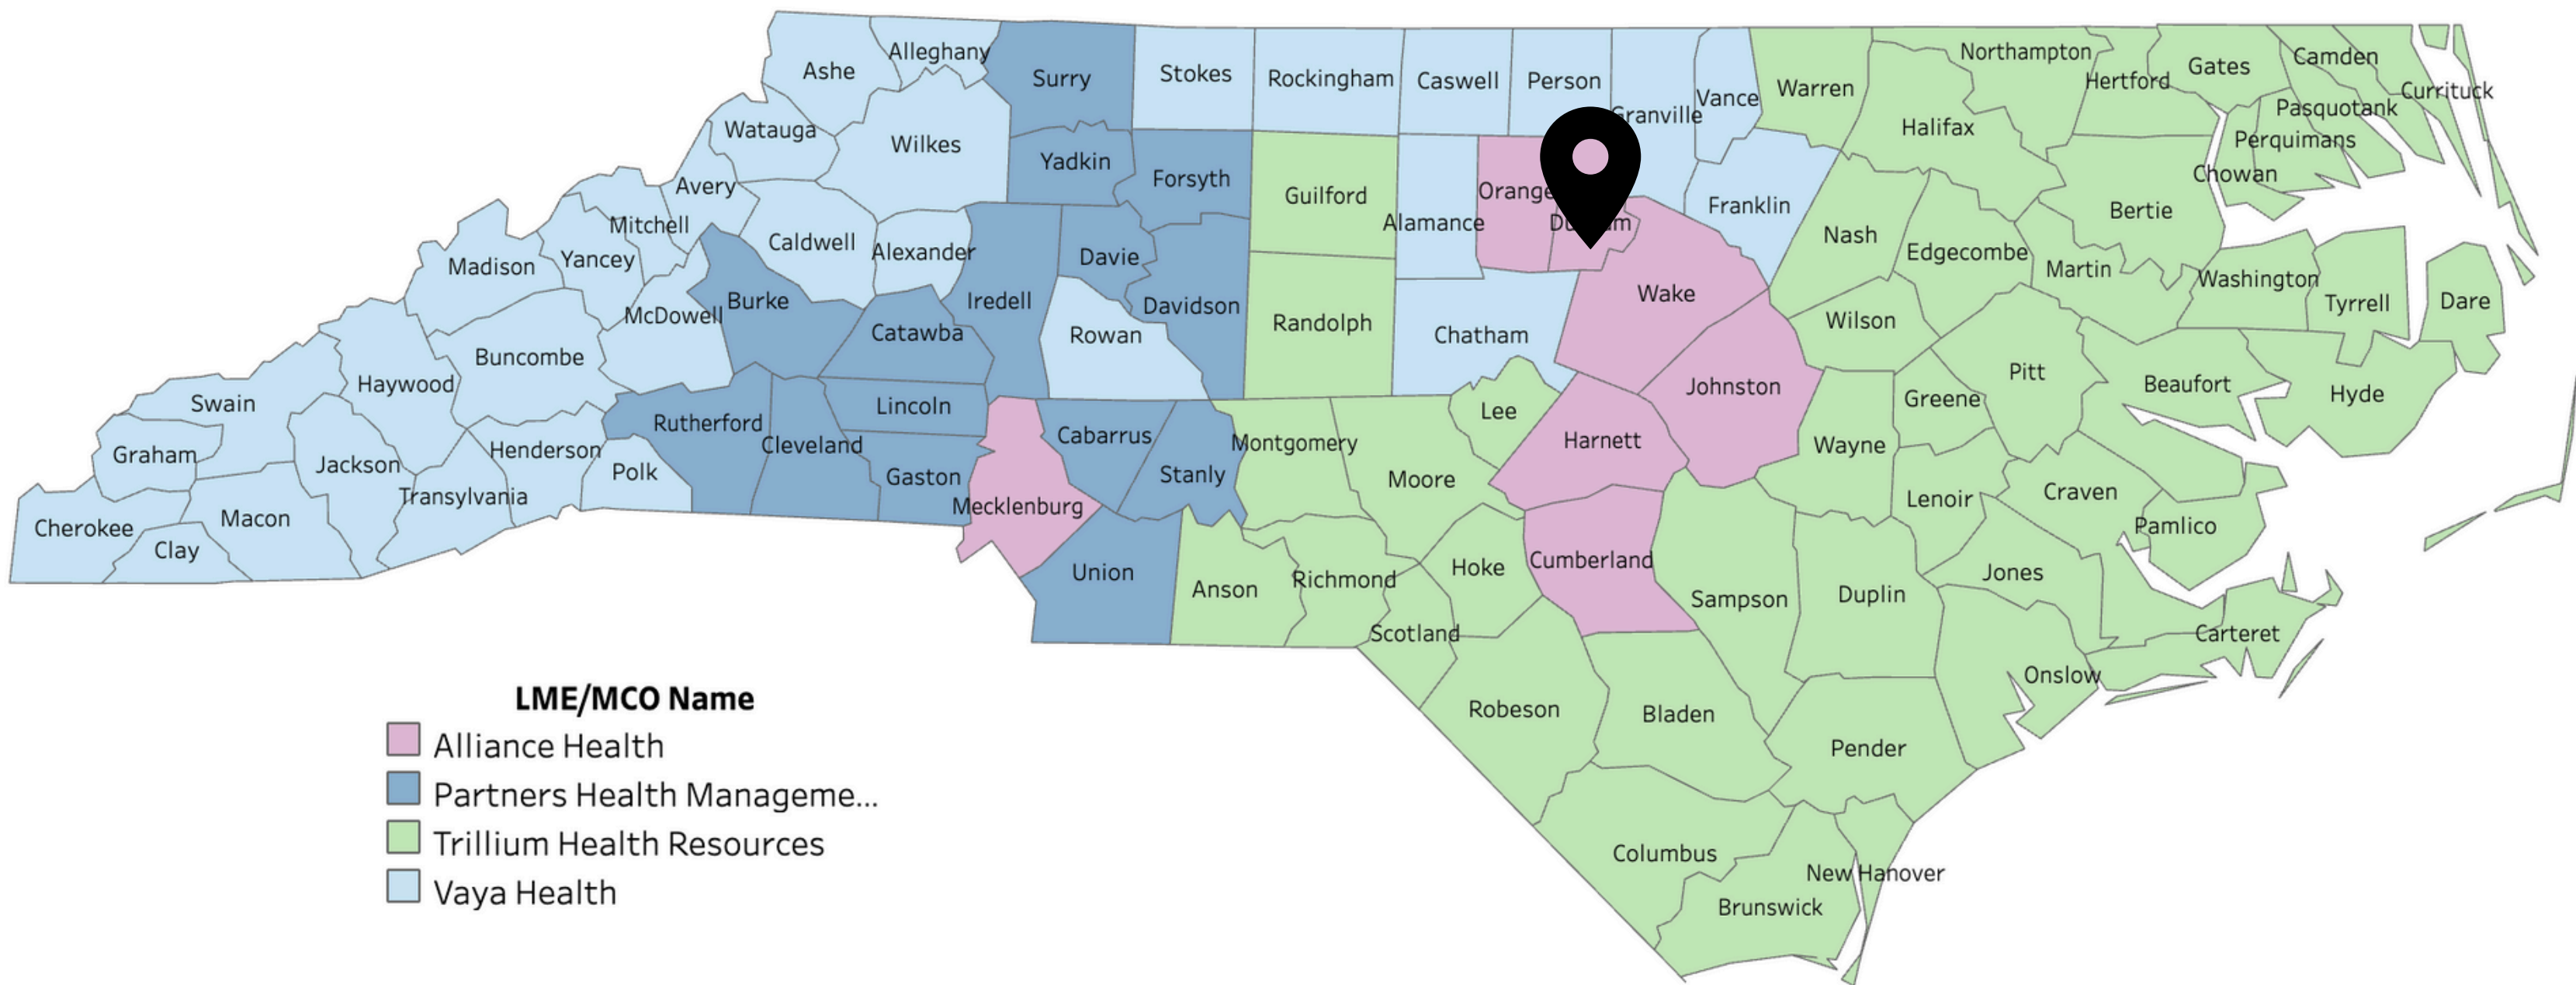 Ashe
Alleghany
Surry
Stokes
Rockingham
Caswell
Person
Granville
Vance
Warren
Northampton
Hertford
Gates
Camden
Currituck
Watauga
Wilkes
Yadkin
Forsyth
Guilford
Alamance
Orange
Franklin
Halifax
Pasquotank
Perquimans
Chowan
Avery
Mitchell
Caldwell
Alexander
Davie
Iredell
Davidson
Randolph
Chatham
Wake
Nash
Edgecombe
Bertie
Martin
Washington
Tyrrell
Dare
Madison
Yancey
McDowell
Burke
Catawba
Rowan
Wilson
Johnston
Pitt
Beaufort
Hyde
Swain
Haywood
Buncombe
Rutherford
Cleveland
Lincoln
Cabarrus
Montgomery
Moore
Lee
Harnett
Wayne
Greene
Graham
Jackson
Henderson
Polk
Gaston
Mecklenburg
Stanly
Lenoir
Craven
Pamlico
Cherokee
Clay
Macon
Transylvania
Union
Anson
Richmond
Scotland
Hoke
Cumberland
Sampson
Duplin
Jones
Carteret
Onslow
Robeson
Bladen
Pender
Columbus
New Hanover
Brunswick
LME/MCO Name
Alliance Health
Partners Health Manageme...
Trillium Health Resources
Vaya Health